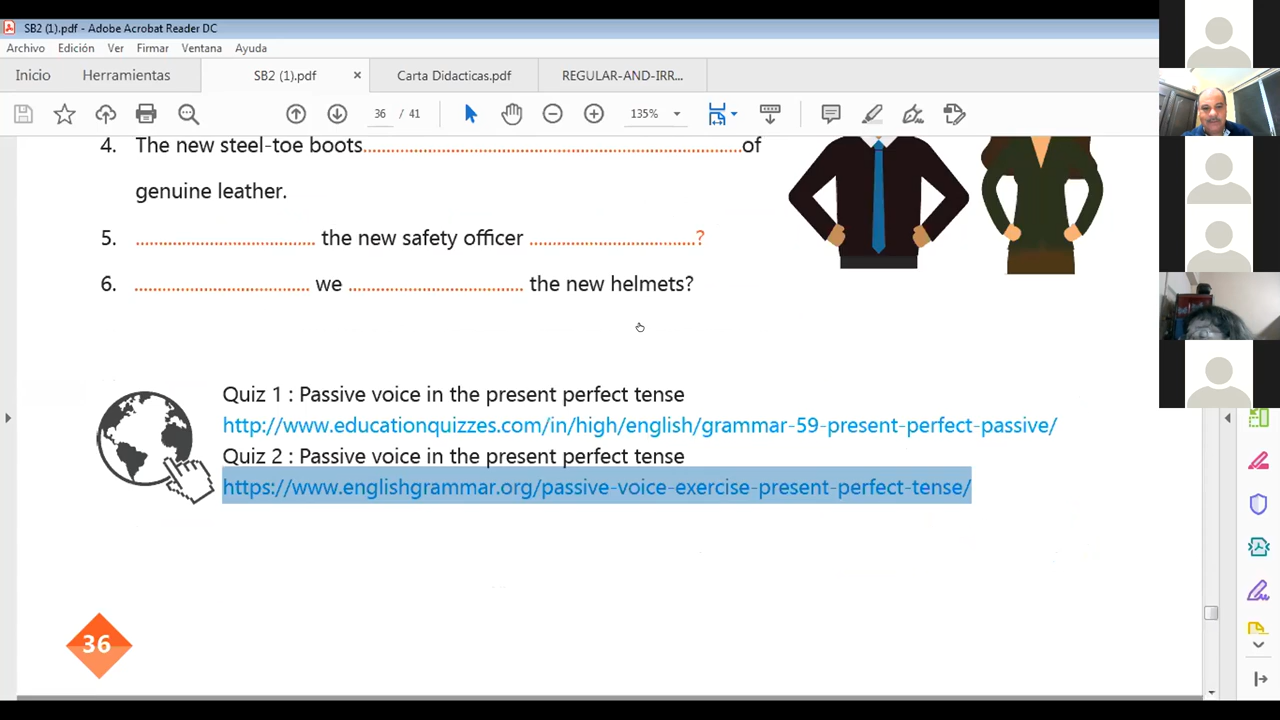 SB2 (1).pdf - Adobe Acrobat Reader DC
Archivo Edición Ver Firmar Ventana Ayuda
Inicio Herramientas SB2 (1).pdf × Carta Didacticas.pdf REGULAR-AND-IRR...
36 / 41 135%
4. The new steel-toe boots................................................................................of
genuine leather.
5. ...................................... the new safety officer ...................................?
6. ..................................... we ..................................... the new helmets?
Quiz 1 : Passive voice in the present perfect tense
http://www.educationquizzes.com/in/high/english/grammar-59-present-perfect-passive/
Quiz 2 : Passive voice in the present perfect tense
https://www.englishgrammar.org/passive-voice-exercise-present-perfect-tense/
36